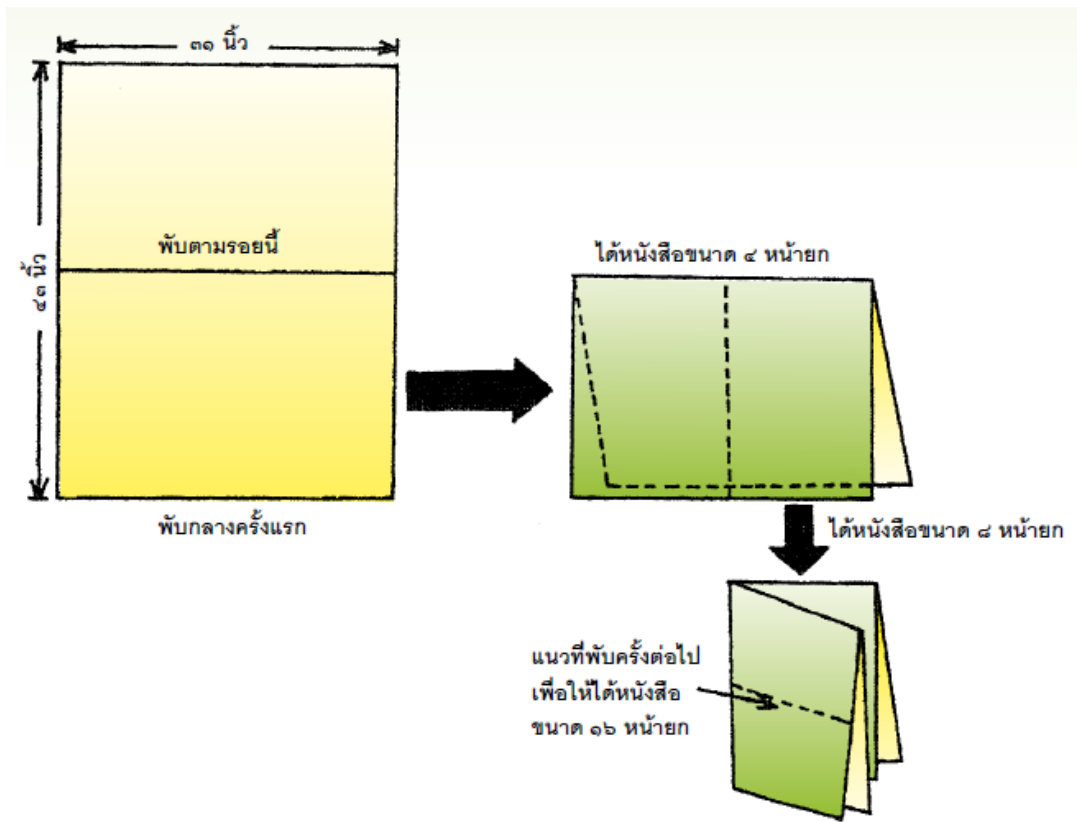 ๓๑ นิ้ว
๔๓ นิ้ว
พับตามรอยนี้
พับกลางครั้งแรก
ได้หนังสือขนาด ๔ หน้ายก
ได้หนังสือขนาด ๘ หน้ายก
แนวที่พับครั้งต่อไป
เพื่อให้ได้หนังสือ
ขนาด ๑๖ หน้ายก